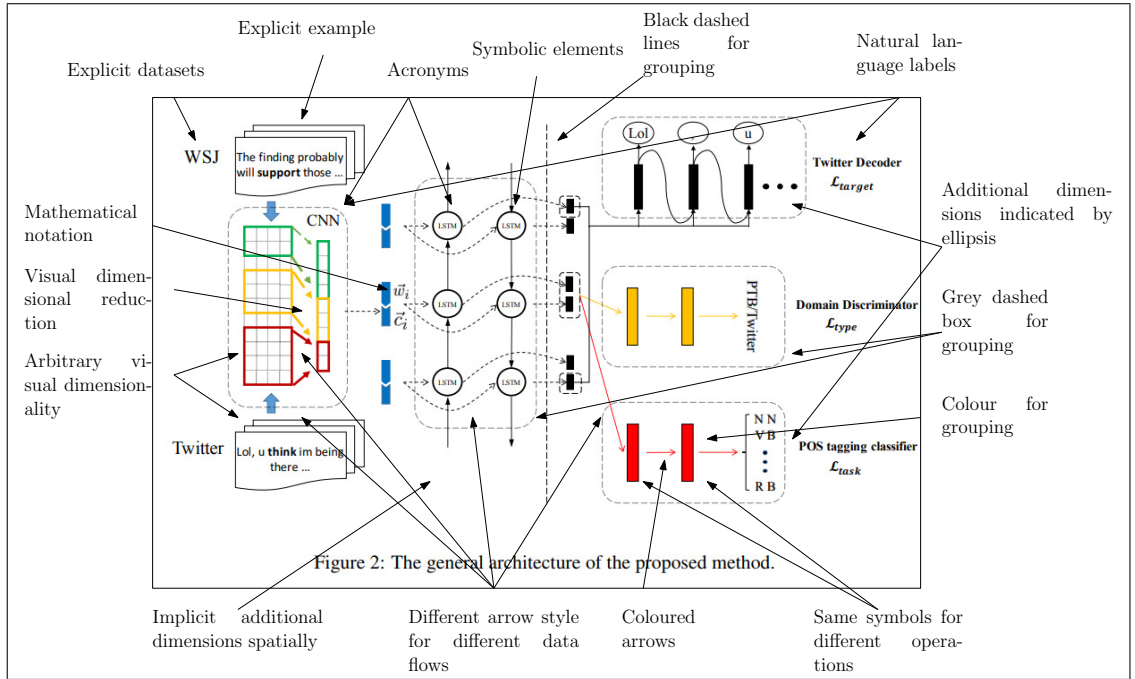 Explicit example
Explicit datasets
Acronyms
Symbolic elements
Black dashed
lines for
grouping
Natural lan-
guage labels
WSJ
The finding probably
will support those ...
CNN
Lol
,
u
Twitter Decoder
ℒtarget
Mathematical
notation
LSTM
LSTM
Additional dimen-
sions indicated by
ellipsis
Visual dimen-
sional reduc-
tion
w⃗i
c⃗i
LSTM
LSTM
PTB/Twitter
Domain Discriminator
ℒtype
Grey dashed
box for
grouping
Arbitrary vi-
sual dimension-
ality
LSTM
LSTM
Twitter
Lol, u think im being
there ...
N N
V B
R B
POS tagging classifier
ℒtask
Colour for
grouping
Figure 2: The general architecture of the proposed method.
Implicit additional
dimensions spatially
Different arrow style
for different data
flows
Coloured
arrows
Same symbols for
different opera-
tions